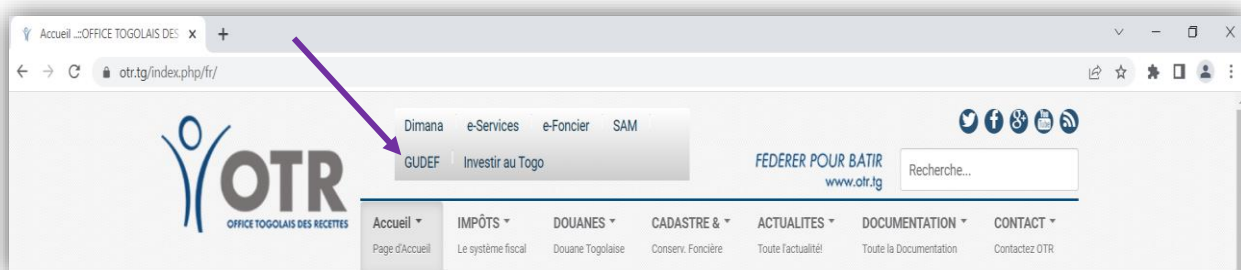 Accueil ..::OFFICE TOGOLAIS DES
otr.tg/index.php/fr/
Dimana e-Services e-Foncier SAM
GUDEF Investir au Togo
OTR
OFFICE TOGOLAIS DES RECETTES
FEDERER POUR BATIR
www.otr.tg
Recherche...
Accueil IMPÔTS DOUANES CADASTRE & ACTUALITES DOCUMENTATION CONTACT
Page d'Accueil Le système fiscal Douane Togolaise Conserv. Foncière Toute l'actualité! Toute la Documentation Contactez OTR